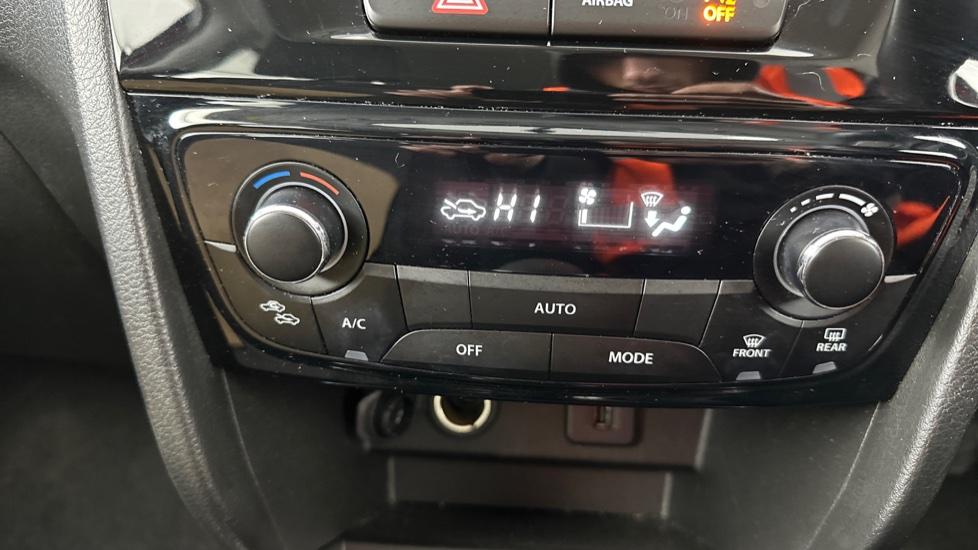 AIRBAG
OFF
HI
A/C
AUTO
OFF
MODE
FRONT
REAR